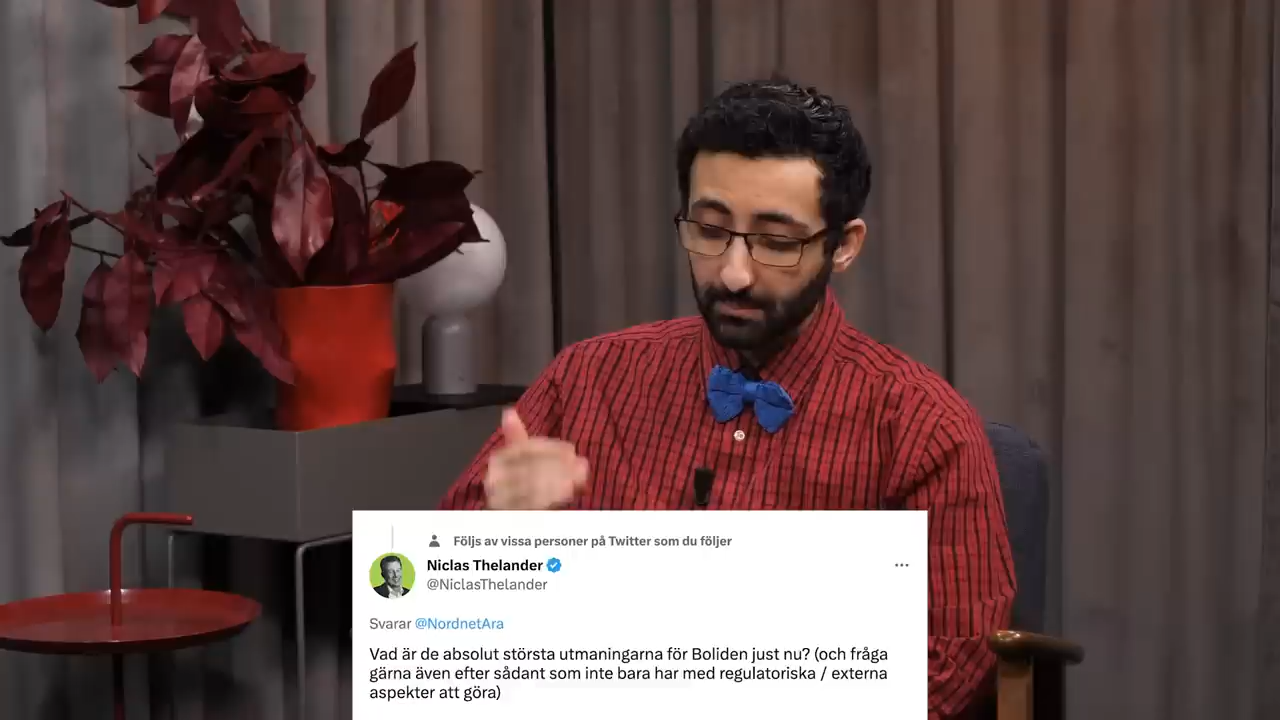 Följs av vissa personer på Twitter som du följer
Niclas Thelander
@NiclasThelander
Svarar @NordnetAra
Vad är de absolut största utmaningarna för Boliden just nu? (och fråga
gärna även efter sådant som inte bara har med regulatoriska / externa
aspekter att göra)